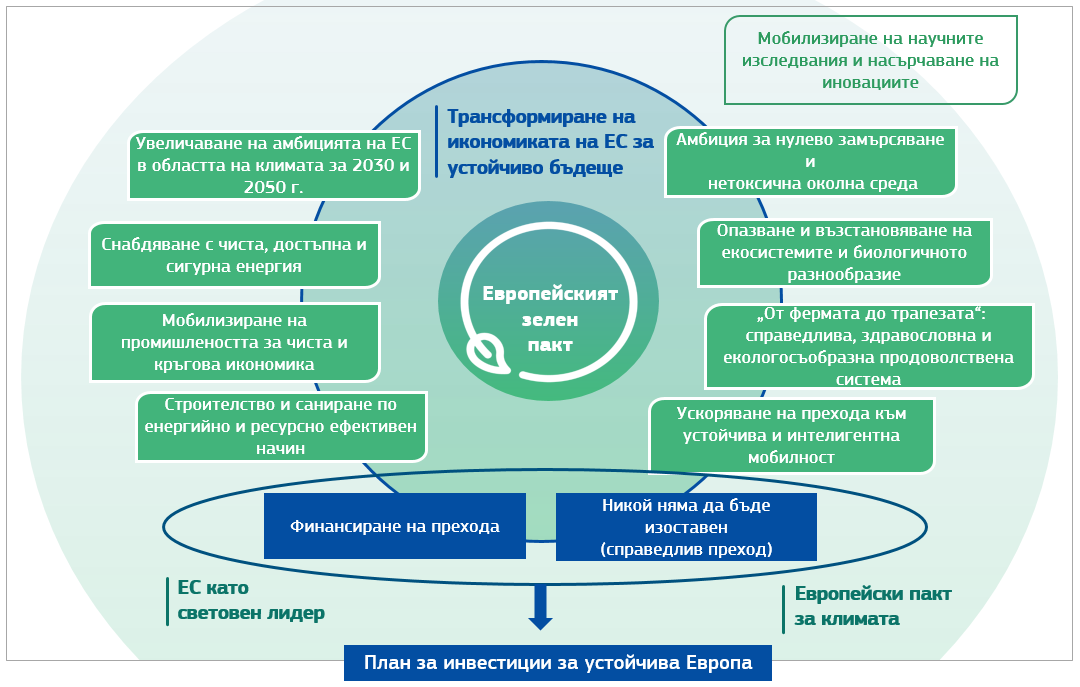 Мобилизиране на научните
изследвания и насърчаване на
иновациите
Трансформиране на
икономиката на ЕС за
устойчиво бъдеще
Увеличаване на амбицията на ЕС
в областта на климата за 2030 и
2050 г.
Амбиция за нулево замърсяване
и
нетоксична околна среда
Снабдяване с чиста, достъпна и
сигурна енергия
Опазване и възстановяване на
екосистемите и биологичното
разнообразие
Европейският
зелен
пакт
Мобилизиране на
промишлеността за чиста и
кръгова икономика
„От фермата до трапезата“:
справедлива, здравословна и
екологосъобразна продоволствена
система
Строителство и саниране по
енергийно и ресурсно ефективен
начин
Ускоряване на прехода към
устойчива и интелигентна
мобилност
Финансиране на прехода
Никой няма да бъде
изоставен
(справедлив преход)
ЕС като
световен лидер
Европейски пакт
за климата
План за инвестиции за устойчива Европа